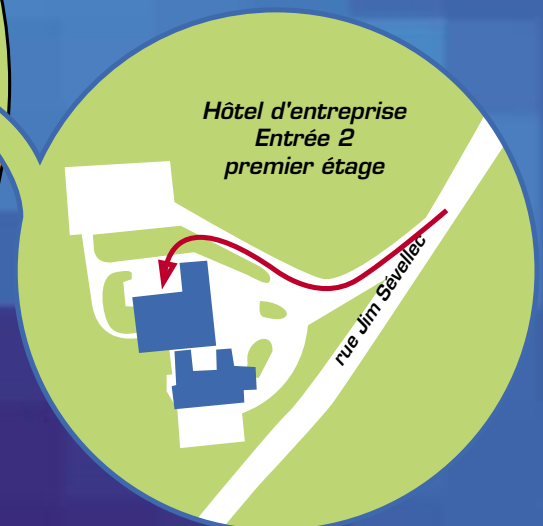 Hôtel d'entreprise
Entrée 2
premier étage
rue Jim Sévellec